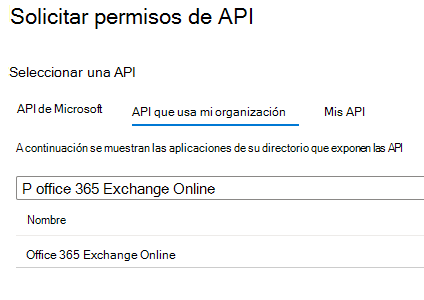 Solicitar permisos de API
Seleccionar una API
API de Microsoft API que usa mi organización Mis API
A continuación se muestran las aplicaciones de su directorio que exponen las API
P office 365 Exchange Online
Nombre
Office 365 Exchange Online